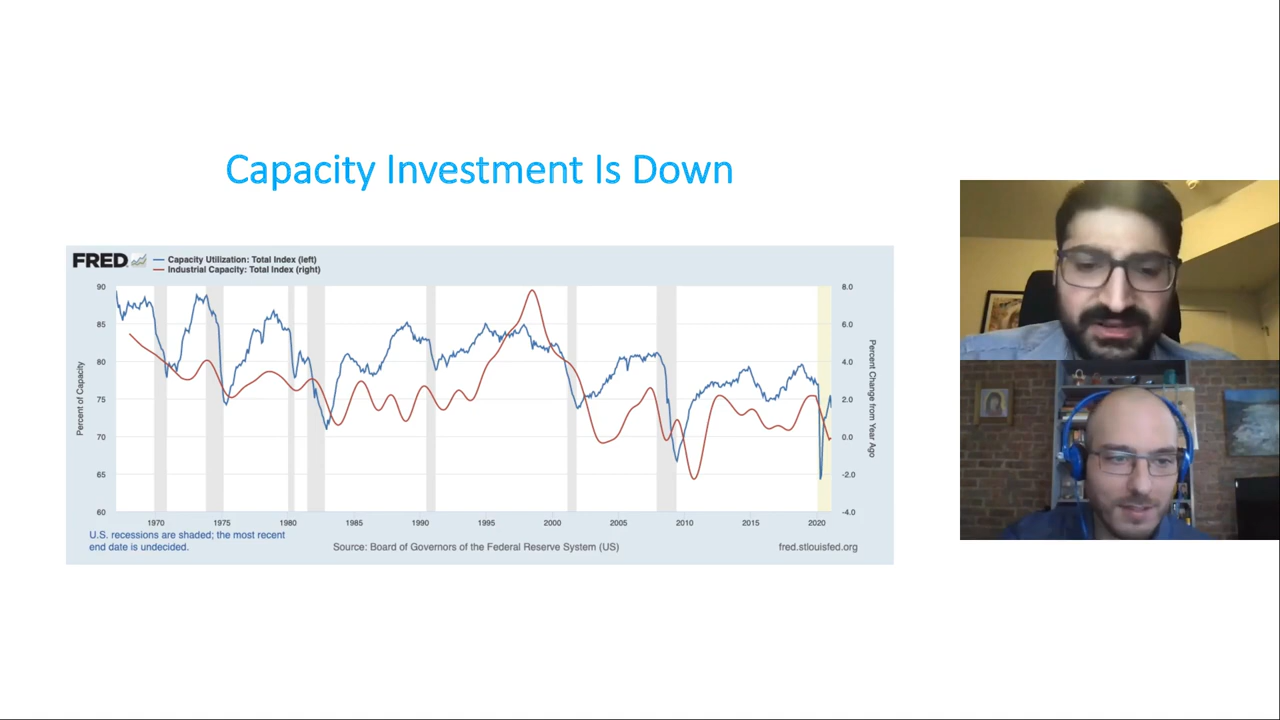 Capacity Investment Is Down
FRED
Capacity Utilization: Total Index (left)
Industrial Capacity: Total Index (right)
90
85
80
75
70
65
60
Percent of Capacity
8.0
6.0
4.0
2.0
0.0
-2.0
-4.0
Percent Change from Year Ago
1970 1975 1980 1985 1990 1995 2000 2005 2010 2015 2020
U.S. recessions are shaded; the most recent
end date is undecided.
Source: Board of Governors of the Federal Reserve System (US)
fred.stlouisfed.org